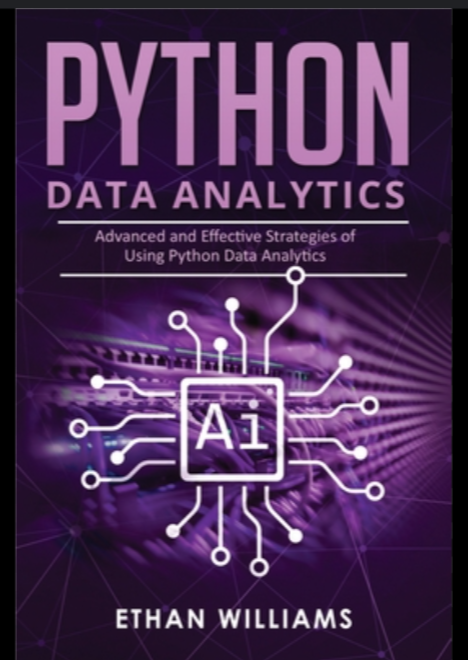 PYTHON
DATA ANALYTICS
Advanced and Effective Strategies of
Using Python Data Analytics
Ai
ETHAN WILLIAMS